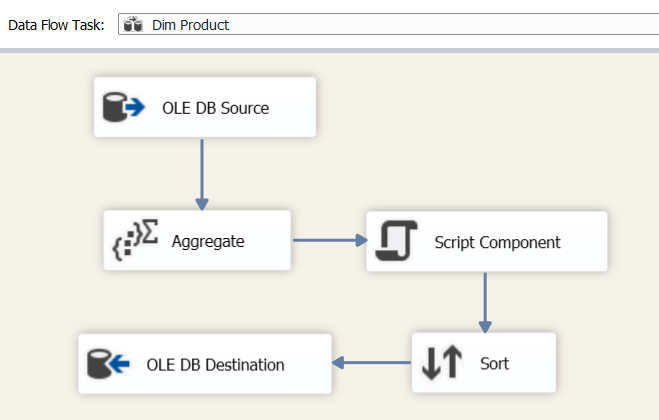 Data Flow Task: Dim Product
OLE DB Source
Aggregate
Script Component
Sort
OLE DB Destination